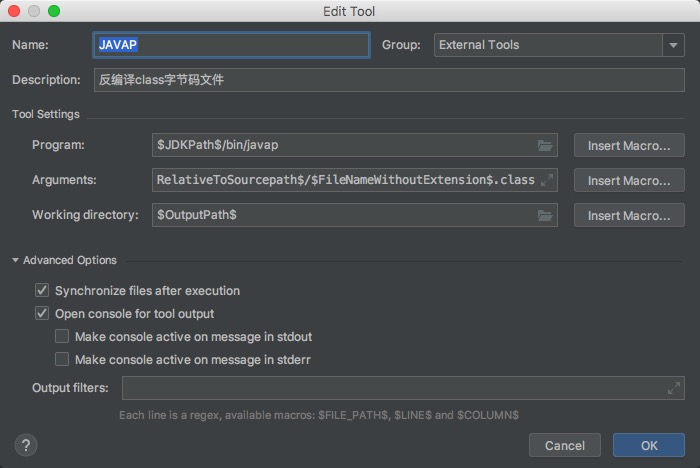 Edit Tool
Name: JAVAP Group: External Tools
Description: 反编译class字节码文件
Tool Settings
Program: $JDKPath$/bin/javap Insert Macro...
Arguments: RelativeToSourcepath$/$FileNameWithoutExtension$.class Insert Macro...
Working directory: $OutputPath$ Insert Macro...
Advanced Options
Synchronize files after execution
Open console for tool output
Make console active on message in stdout
Make console active on message in stderr
Output filters:
Each line is a regex, available macros: $FILE_PATH$, $LINE$ and $COLUMN$
? Cancel OK